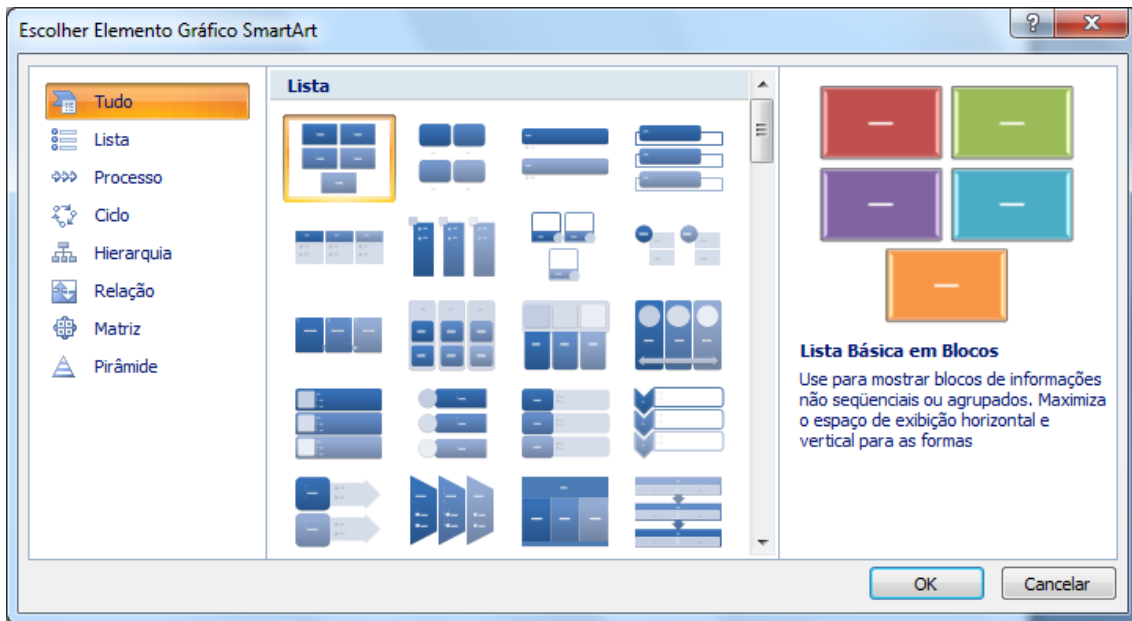 Escolher Elemento Gráfico SmartArt
?
Tudo
Lista
Processo
Ciclo
Hierarquia
Relação
Matriz
Pirâmide
Lista
Lista Básica em Blocos
Use para mostrar blocos de informações
não seqüenciais ou agrupados. Maximiza
o espaço de exibição horizontal e
vertical para as formas
OK
Cancelar